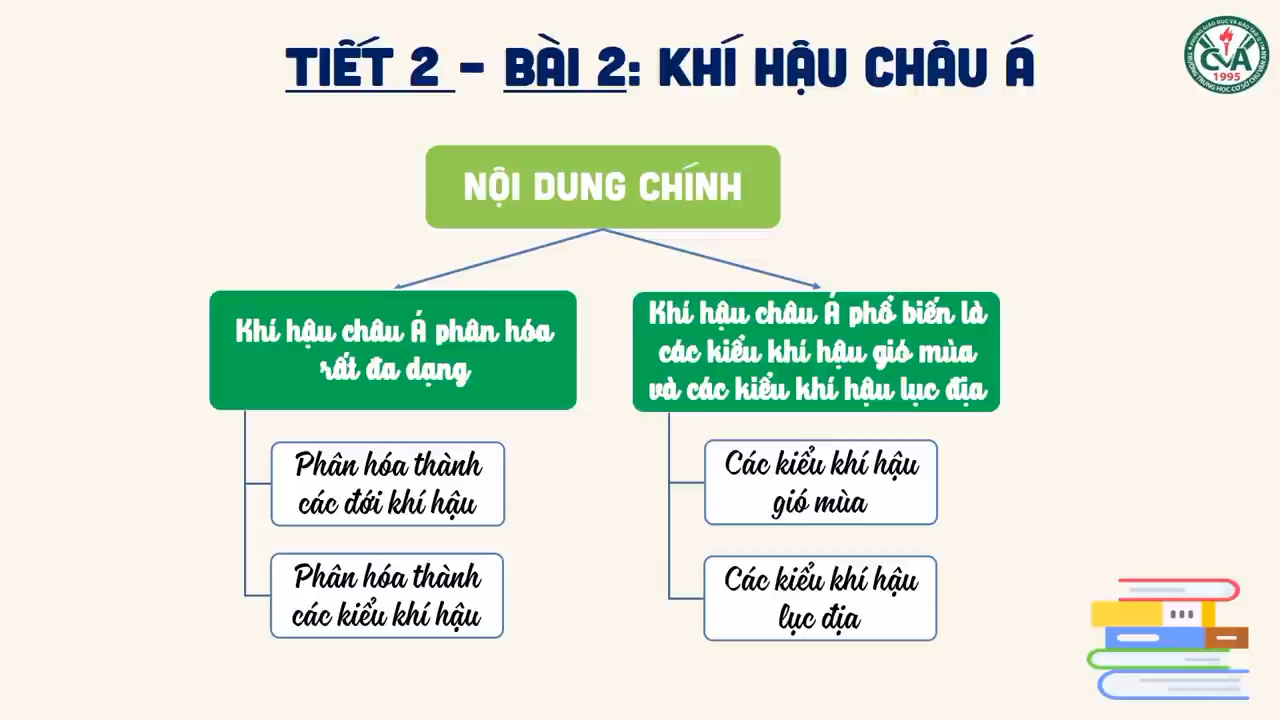 TIẾT 2 - BÀI 2: KHÍ HẬU CHÂU Á
CVA
1995
NỘI DUNG CHÍNH
Khí hậu châu Á phân hóa
rất đa dạng
Khí hậu châu Á phổ biến là
các kiểu khí hậu gió mùa
và các kiểu khí hậu lục địa
Phân hóa thành
các đới khí hậu
Các kiểu khí hậu
gió mùa
Phân hóa thành
các kiểu khí hậu
Các kiểu khí hậu
lục địa